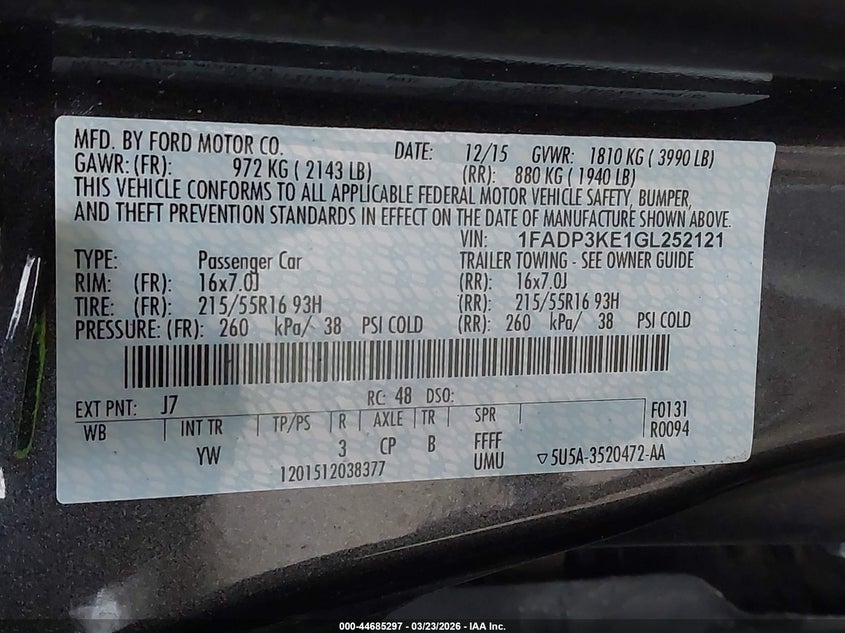 MFD. BY FORD MOTOR CO. DATE: 12/15 GVWR: 1810 KG ( 3990 LB)
GAWR: (FR): 972 KG ( 2143 LB) (RR): 880 KG ( 1940 LB)
THIS VEHICLE CONFORMS TO ALL APPLICABLE FEDERAL MOTOR VEHICLE SAFETY, BUMPER,
AND THEFT PREVENTION STANDARDS IN EFFECT ON THE DATE OF MANUFACTURE SHOWN ABOVE.
VIN: 1FADP3KE1GL252121
TYPE: Passenger Car TRAILER TOWING - SEE OWNER GUIDE
RIM: (FR): 16x7.0J (RR): 16x7.0J
TIRE: (FR): 215/55R16 93H (RR): 215/55R16 93H
PRESSURE: (FR): 260 kPa/ 38 PSI COLD (RR): 260 kPa/ 38 PSI COLD
EXT PNT: J7 RC: 48 DSO: F0131
WB INT TR TP/PS R AXLE TR SPR R0094
YW 3 CP B FFFF
1201512038377 UMU ▽5U5A-3520472-AA
000-44685297 - 03/23/2026 - IAA Inc.